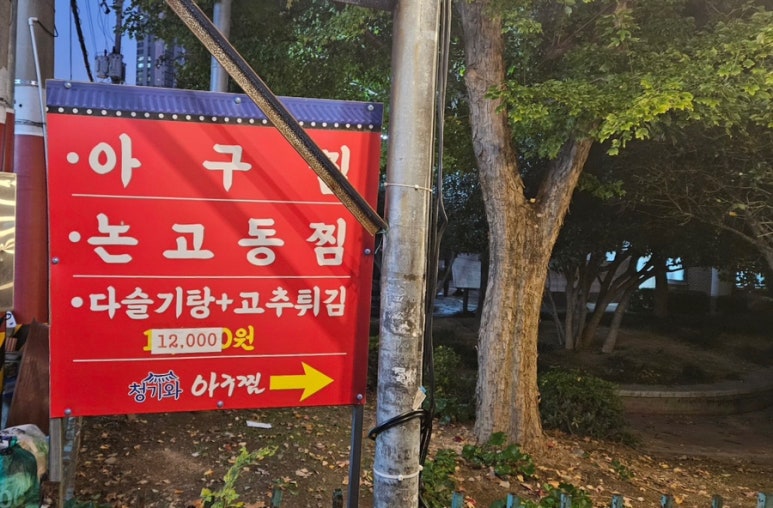 · 아 구 찜
· 논 고 동 찜
· 다슬기탕+고추튀김
12,000원
청기와 아구찜